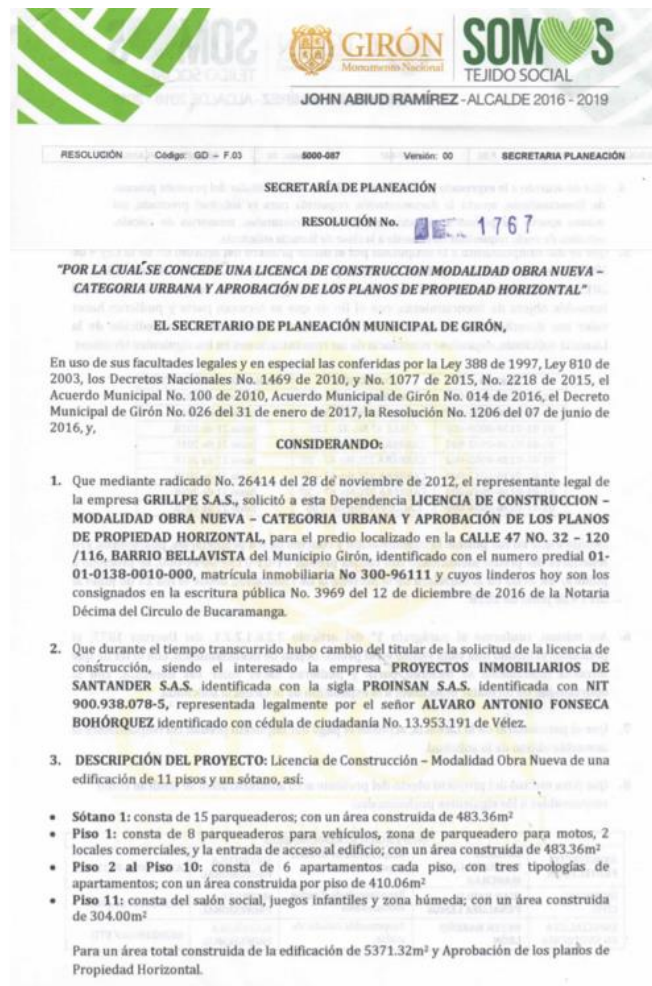 GIRÓN
Monumento Nacional
SOMOS
TEJIDO SOCIAL
JOHN ABIUD RAMÍREZ - ALCALDE 2016 - 2019
RESOLUCIÓN Código: GD – F.03 5000-087 Versión: 00 SECRETARIA PLANEACIÓN
SECRETARÍA DE PLANEACIÓN
RESOLUCIÓN No. 1767
"POR LA CUAL SE CONCEDE UNA LICENCA DE CONSTRUCCION MODALIDAD OBRA NUEVA –
CATEGORIA URBANA Y APROBACIÓN DE LOS PLANOS DE PROPIEDAD HORIZONTAL"
EL SECRETARIO DE PLANEACIÓN MUNICIPAL DE GIRÓN,
En uso de sus facultades legales y en especial las conferidas por la Ley 388 de 1997, Ley 810 de
2003, los Decretos Nacionales No. 1469 de 2010, y No. 1077 de 2015, No. 2218 de 2015, el
Acuerdo Municipal No. 100 de 2010, Acuerdo Municipal de Girón No. 014 de 2016, el Decreto
Municipal de Girón No. 026 del 31 de enero de 2017, la Resolución No. 1206 del 07 de junio de
2016, y,
CONSIDERANDO:
1. Que mediante radicado No. 26414 del 28 de noviembre de 2012, el representante legal de
la empresa GRILLPE S.A.S., solicitó a esta Dependencia LICENCIA DE CONSTRUCCION –
MODALIDAD OBRA NUEVA – CATEGORIA URBANA Y APROBACIÓN DE LOS PLANOS
DE PROPIEDAD HORIZONTAL, para el predio localizado en la CALLE 47 NO. 32 – 120
/116, BARRIO BELLAVISTA del Municipio Girón, identificado con el numero predial 01-
01-0138-0010-000, matrícula inmobiliaria No 300-96111 y cuyos linderos hoy son los
consignados en la escritura pública No. 3969 del 12 de diciembre de 2016 de la Notaria
Décima del Circulo de Bucaramanga.
2. Que durante el tiempo transcurrido hubo cambio del titular de la solicitud de la licencia de
construcción, siendo el interesado la empresa PROYECTOS INMOBILIARIOS DE
SANTANDER S.A.S. identificada con la sigla PROINSAN S.A.S. identificada con NIT
900.938.078-5, representada legalmente por el señor ALVARO ANTONIO FONSECA
BOHÓRQUEZ identificado con cédula de ciudadanía No. 13.953.191 de Vélez.
3. DESCRIPCIÓN DEL PROYECTO: Licencia de Construcción – Modalidad Obra Nueva de una
edificación de 11 pisos y un sótano, así:
• Sótano 1: consta de 15 parqueaderos; con un área construida de 483.36m²
• Piso 1: consta de 8 parqueaderos para vehículos, zona de parqueadero para motos, 2
locales comerciales, y la entrada de acceso al edificio; con un área construida de 483.36m²
• Piso 2 al Piso 10: consta de 6 apartamentos cada piso, con tres tipologías de
apartamentos; con un área construida por piso de 410.06m²
• Piso 11: consta del salón social, juegos infantiles y zona húmeda; con un área construida
de 304.00m²
Para un área total construida de la edificación de 5371.32m² y Aprobación de los planos de
Propiedad Horizontal.